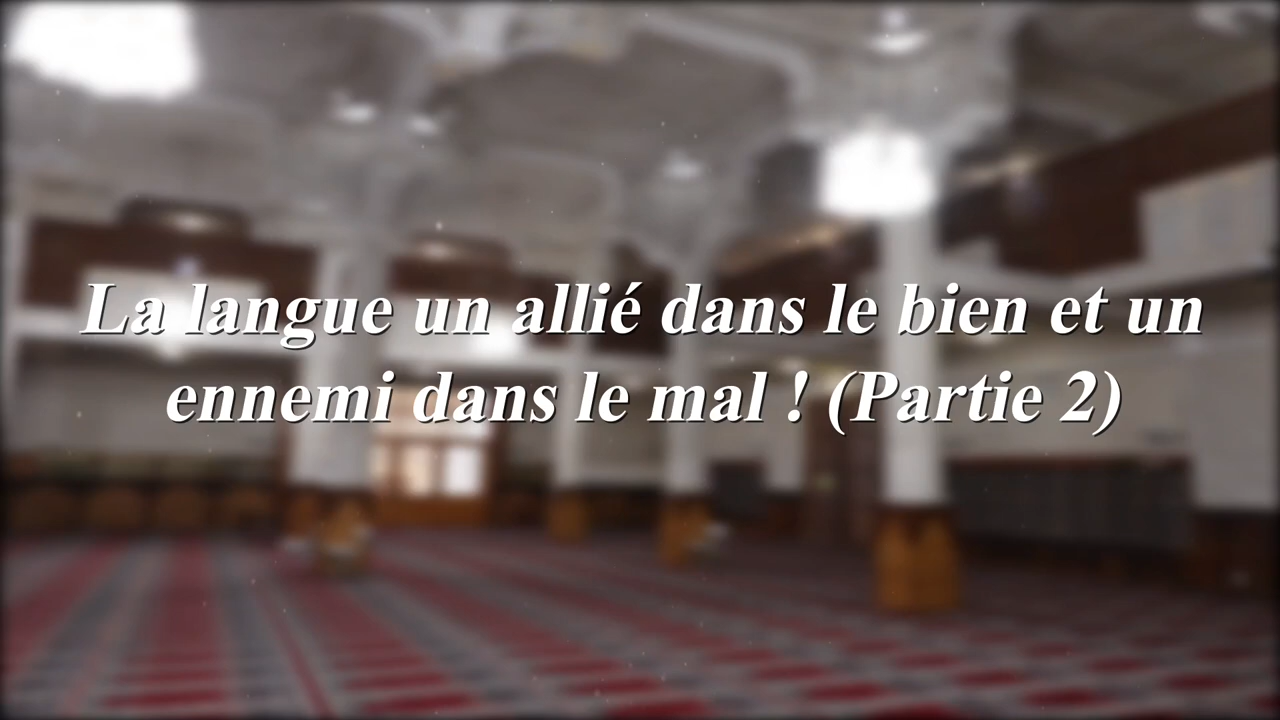 La langue un allié dans le bien et un
ennemi dans le mal ! (Partie 2)